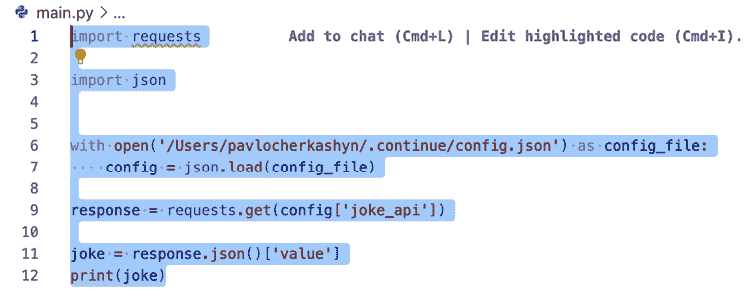 main.py > ...
1 import requests Add to chat (Cmd+L) | Edit highlighted code (Cmd+I).
2
3 import json
4
5
6 with open('/Users/pavlocherkashyn/.continue/config.json') as config_file:
7     config = json.load(config_file)
8
9 response = requests.get(config['joke_api'])
10
11 joke = response.json()['value']
12 print(joke)